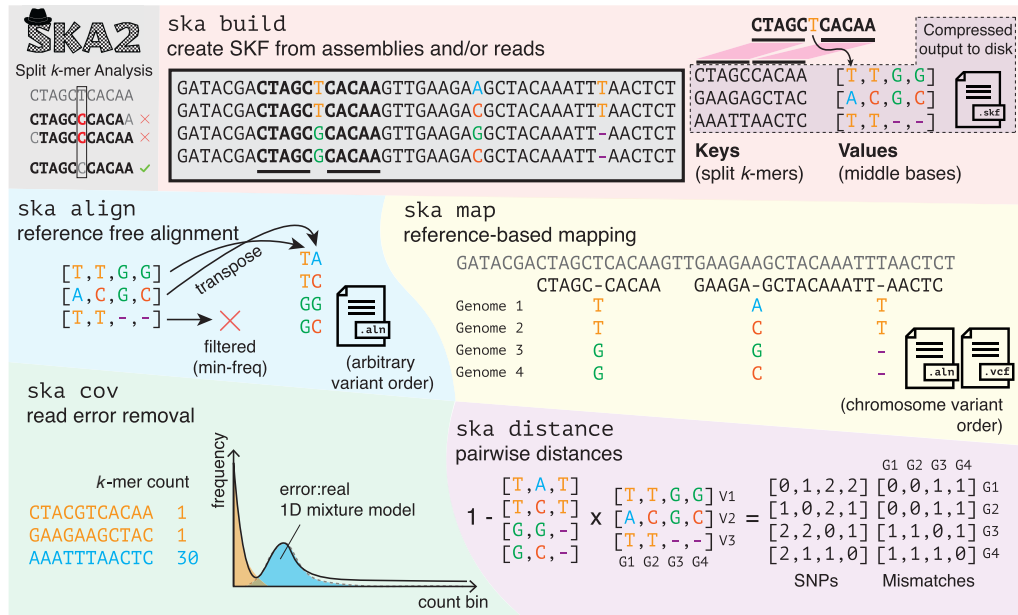 SKA2
Split k-mer Analysis
CTAGCTCACAA
CTAGCCCACAA ×
CTAGCCCACAA ×
CTAGCCCACAA ✓
ska build
create SKF from assemblies and/or reads
GATACGACTAGCTCACAAGTTGAAGAAGCTACAAATTTAACTCT
GATACGACTAGCTCACAAGTTGAAGACGCTACAAATTTAACTCT
GATACGACTAGCGCACAAGTTGAAGAGGCTACAAATT-AACTCT
GATACGACTAGCGCACAAGTTGAAGACGCTACAAATT-AACTCT
CTAGCTCACAA
Compressed
output to disk
CTAGCCACAA [T,T,G,G]
GAAGAGCTAC [A,C,G,C]
AAATTAACTC [T,T,-,-]
.skf
Keys Values
(split k-mers) (middle bases)
ska align
reference free alignment
[T,T,G,G]
[A,C,G,C]
[T,T,-,-]
transpose
TA
TC
GG
GC
.aln
filtered
(min-freq)
(arbitrary
variant order)
ska map
reference-based mapping
GATACGACTAGCTCACAAGTTGAAGAAGCTACAAATTTAACTCT
CTAGC-CACAA GAAGA-GCTACAAATT-AACTC
Genome 1 T A T
Genome 2 T C T
Genome 3 G G -
Genome 4 G C -
.aln .vcf
(chromosome variant
order)
ska cov
read error removal
k-mer count
CTACGTCACAA 1
GAAGAAGCTAC 1
AAATTTAACTC 30
frequency
error:real
1D mixture model
count bin
ska distance
pairwise distances
G1 G2 G3 G4
1 - [T,A,T] x [T,T,G,G] V1 = [0,1,2,2] [0,0,1,1] G1
[T,C,T] [A,C,G,C] V2 [1,0,2,1] [0,0,1,1] G2
[G,G,-] [T,T,-,-] V3 [2,2,0,1] [1,1,0,1] G3
[G,C,-] G1 G2 G3 G4 [2,1,1,0] [1,1,1,0] G4
SNPs Mismatches